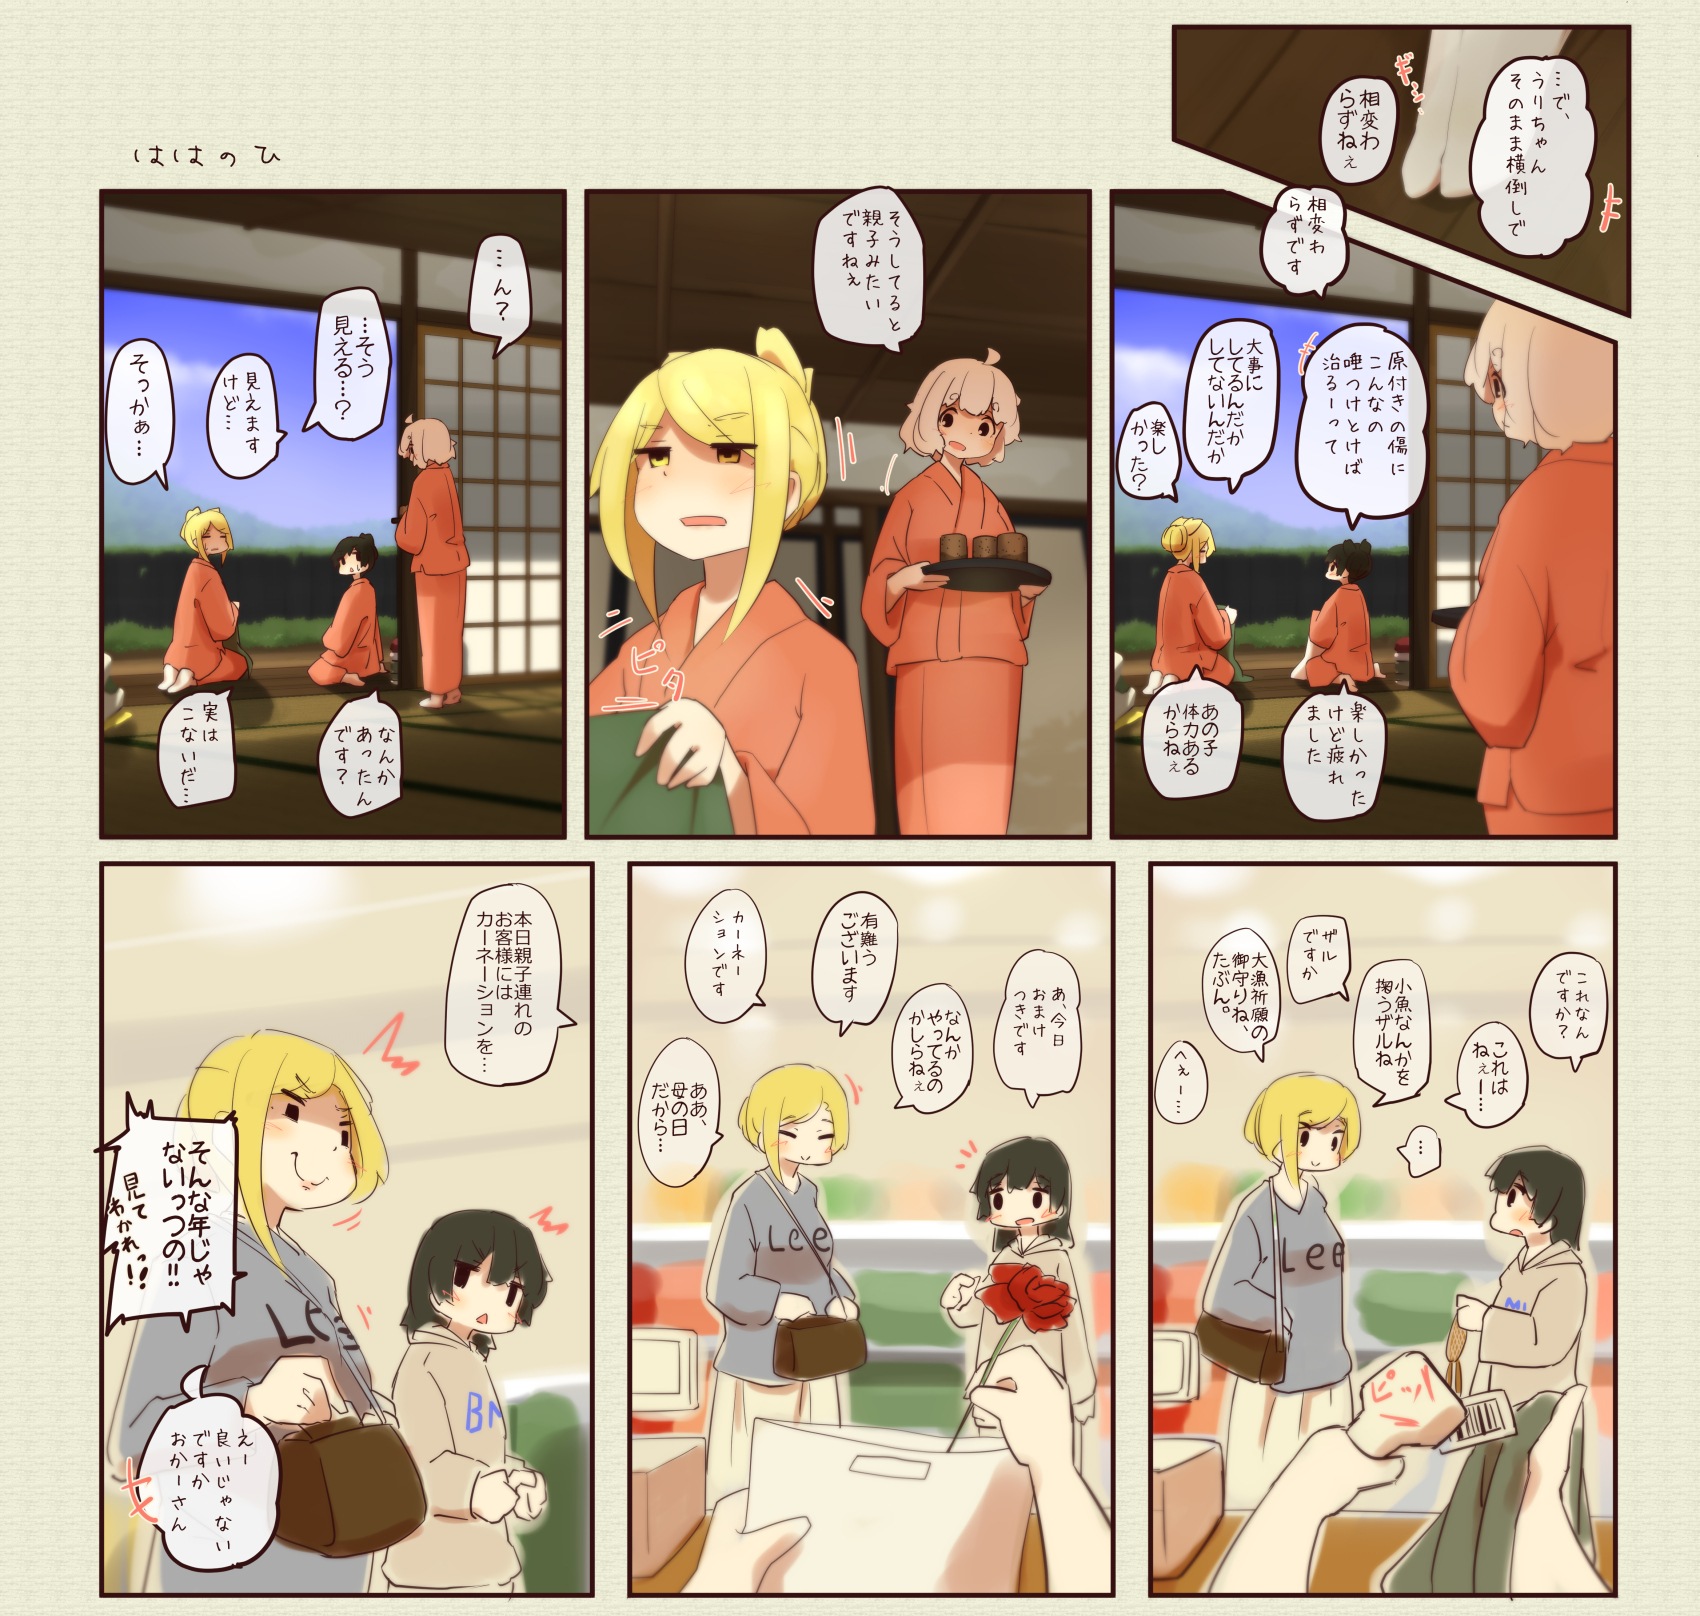 ははのひ
…で、
うりちゃん
そのまま横倒しで
ギシ…
相変わ
らずねぇ
相変わ
らずです
原付きの傷に
こんなの
唾つけとけば
治るーって
大事に
してるんだか
してないんだか
楽し
かった?
楽しかった
けど疲れ
ました
あの子
体力ある
からねぇ
そうしてると
親子みたい
ですねえ
ピタ
…ん?
…そう
見える…?
見えます
けど…
そっかぁ…
なんか
あったん
です?
実は
こないだ…
これなん
ですか?
これは
ねぇー…
小魚なんかを
掬うザルね
ザル
ですか
…
大漁祈願の
御守りね、
たぶん。
へぇー…
Lee
ピッ
あ、今日
おまけ
つきです
なんか
やってるの
かしらねぇ
有難う
ございます
カーネー
ションです
ああ、
母の日
だから…
Lee
本日親子連れの
お客様には
カーネーションを…
そんな年じゃ
ないっつの!!
見て
わかれっ!!
Lee
えー
良いじゃない
ですか
おかーさん